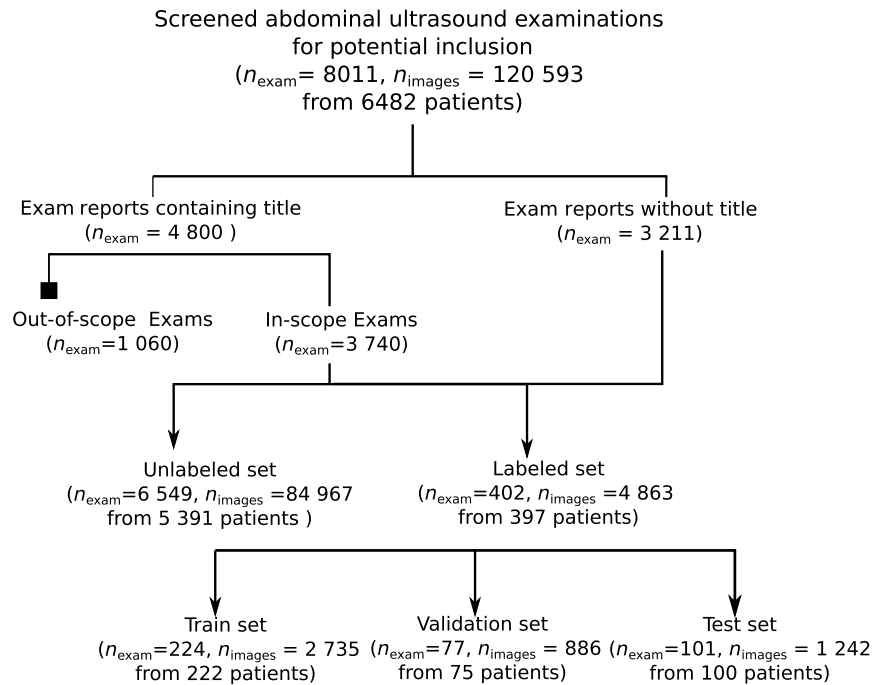 Screened abdominal ultrasound examinations
for potential inclusion
(nexam= 8011, nimages = 120 593
from 6482 patients)
Exam reports containing title
(nexam = 4 800 )
Exam reports without title
(nexam = 3 211)
Out-of-scope Exams
(nexam=1 060)
In-scope Exams
(nexam=3 740)
Unlabeled set
(nexam=6 549, nimages =84 967
from 5 391 patients )
Labeled set
(nexam=402, nimages =4 863
from 397 patients)
Train set
(nexam=224, nimages = 2 735
from 222 patients)
Validation set
(nexam=77, nimages = 886
from 75 patients)
Test set
(nexam=101, nimages = 1 242
from 100 patients)